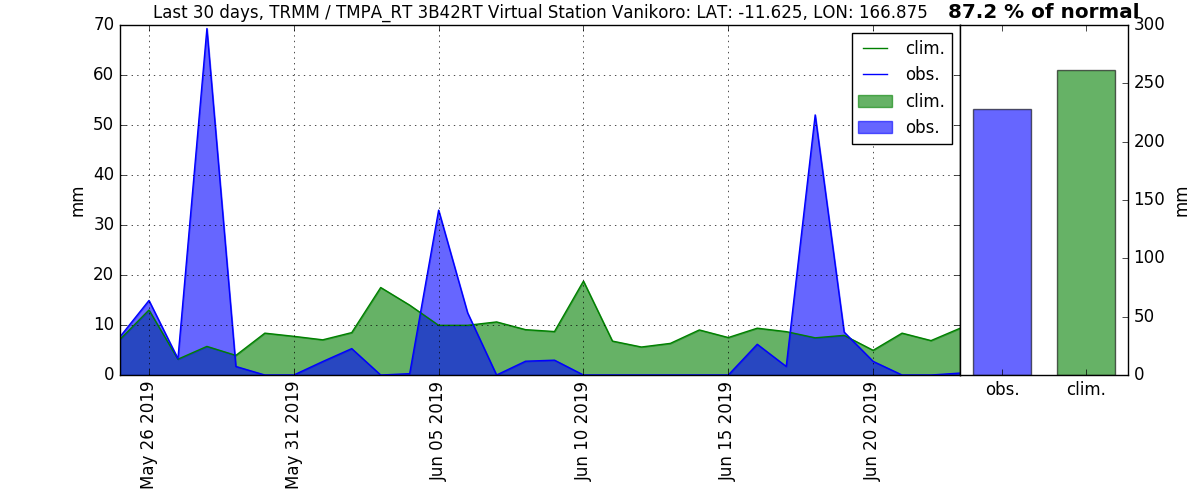 Last 30 days, TRMM / TMPA_RT 3B42RT Virtual Station Vanikoro: LAT: -11.625, LON: 166.875
87.2 % of normal
70
60
50
40
30
20
10
0
mm
clim.
obs.
clim.
obs.
May 26 2019
May 31 2019
Jun 05 2019
Jun 10 2019
Jun 15 2019
Jun 20 2019
300
250
200
150
100
50
0
mm
obs.
clim.